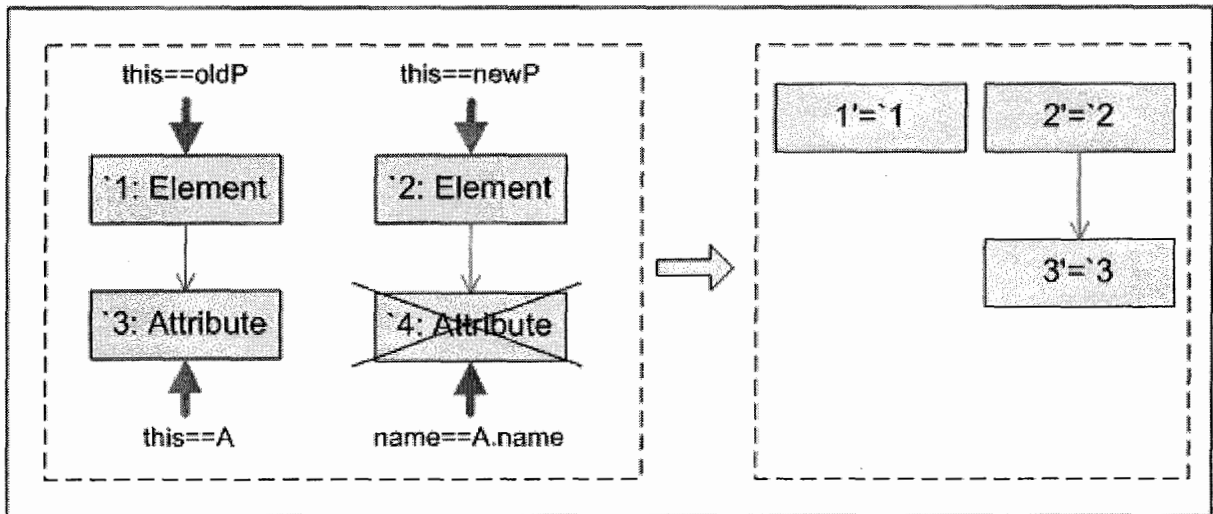 this==oldP
this==newP
`1: Element
`2: Element
`3: Attribute
`4: Attribute
this==A
name==A.name
1'=`1
2'=`2
3'=`3